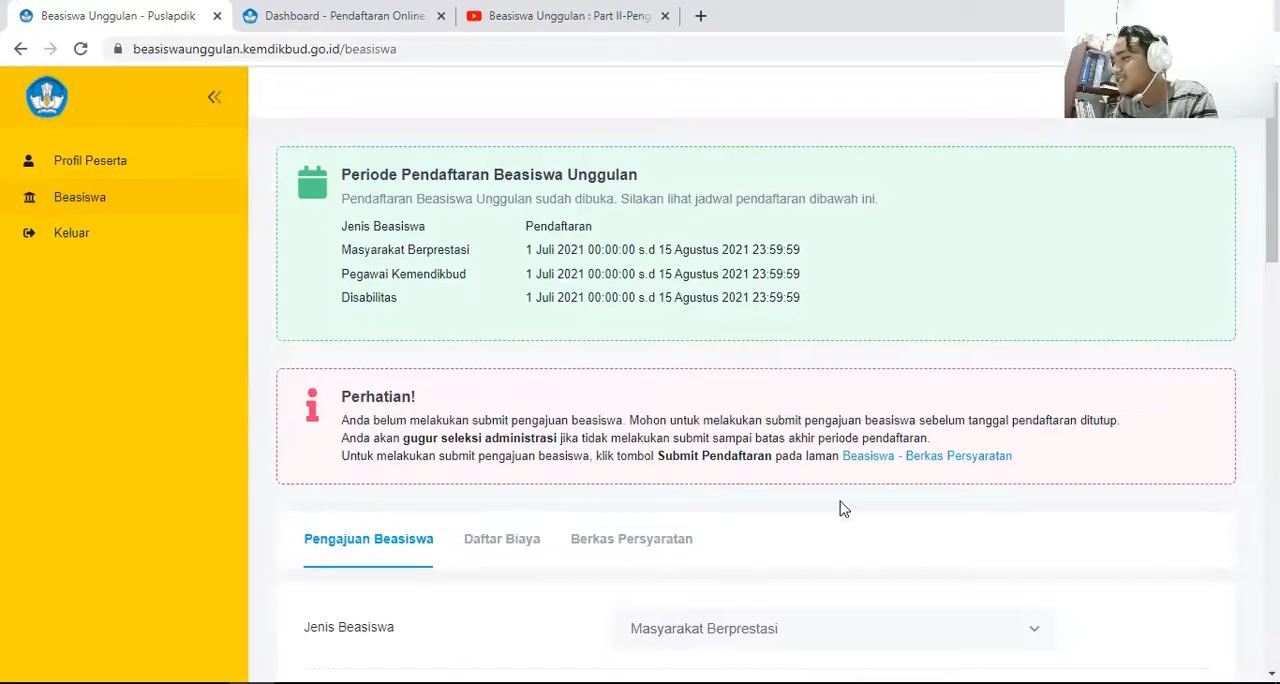 Beasiswa Unggulan - Puslapdik
Dashboard - Pendaftaran Online
Beasiswa Unggulan : Part II-Peng
beasiswaunggulan.kemdikbud.go.id/beasiswa
Profil Peserta
Beasiswa
Keluar
Periode Pendaftaran Beasiswa Unggulan
Pendaftaran Beasiswa Unggulan sudah dibuka. Silakan lihat jadwal pendaftaran dibawah ini.
Jenis Beasiswa Pendaftaran
Masyarakat Berprestasi 1 Juli 2021 00:00:00 s.d 15 Agustus 2021 23:59:59
Pegawai Kemendikbud 1 Juli 2021 00:00:00 s.d 15 Agustus 2021 23:59:59
Disabilitas 1 Juli 2021 00:00:00 s.d 15 Agustus 2021 23:59:59
Perhatian!
Anda belum melakukan submit pengajuan beasiswa. Mohon untuk melakukan submit pengajuan beasiswa sebelum tanggal pendaftaran ditutup.
Anda akan gugur seleksi administrasi jika tidak melakukan submit sampai batas akhir periode pendaftaran.
Untuk melakukan submit pengajuan beasiswa, klik tombol Submit Pendaftaran pada laman Beasiswa - Berkas Persyaratan
Pengajuan Beasiswa Daftar Biaya Berkas Persyaratan
Jenis Beasiswa Masyarakat Berprestasi